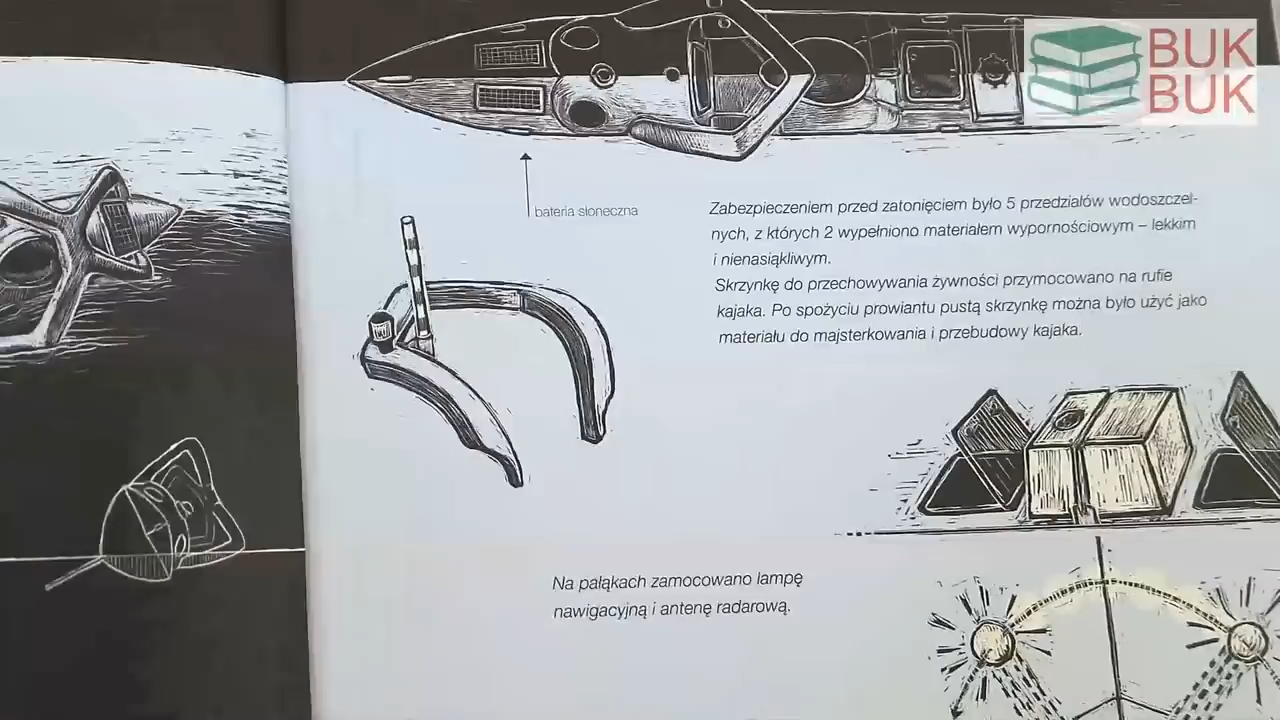 BUK
BUK
bateria słoneczna
Zabezpieczeniem przed zatonięciem było 5 przedziałów wodoszczel-
nych, z których 2 wypełniono materiałem wypornościowym – lekkim
i nienasiąkliwym.
Skrzynkę do przechowywania żywności przymocowano na rufie
kajaka. Po spożyciu prowiantu pustą skrzynkę można było użyć jako
materiału do majsterkowania i przebudowy kajaka.
Na pałąkach zamocowano lampę
nawigacyjną i antenę radarową.